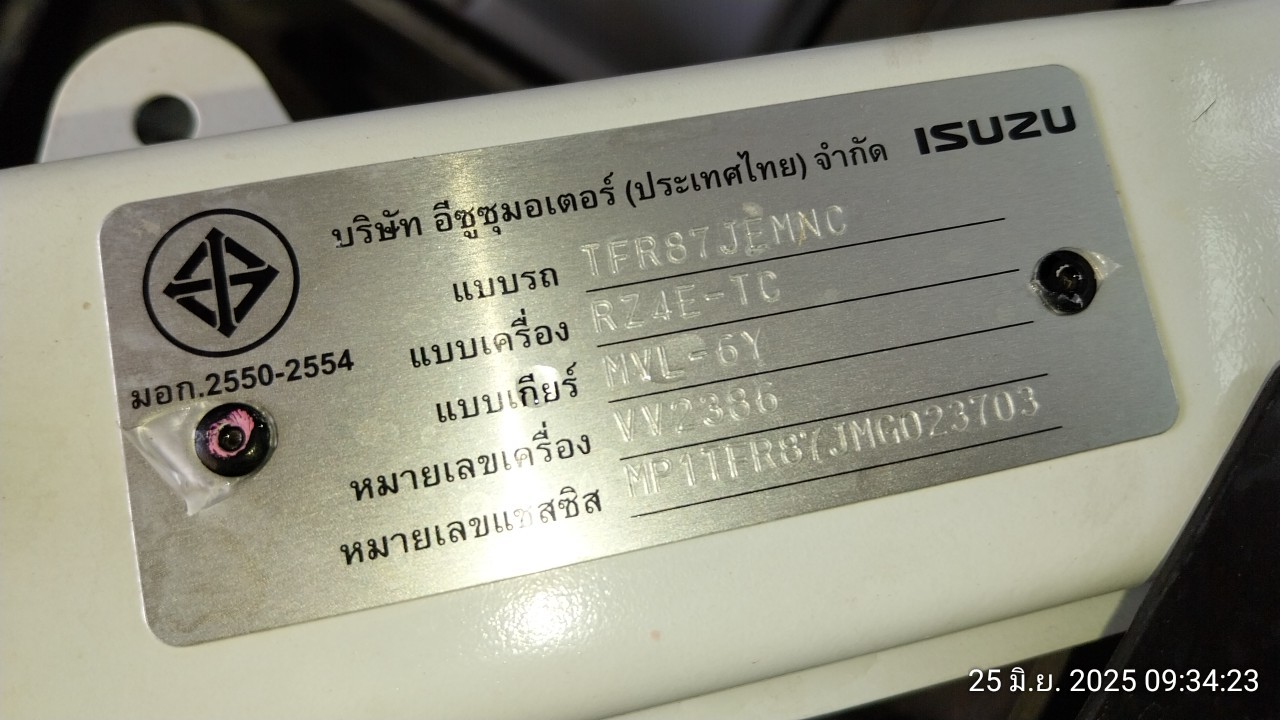 บริษัท อีซูซุมอเตอร์ (ประเทศไทย) จำกัด ISUZU
แบบรถ TFR87JEMNC
แบบเครื่อง RZ4E-TC
แบบเกียร์ MVL-6Y
หมายเลขเครื่อง VV2386
หมายเลขแชสซิส MP1TFR87JMG023703
มอก.2550-2554
25 มิ.ย. 2025 09:34:23